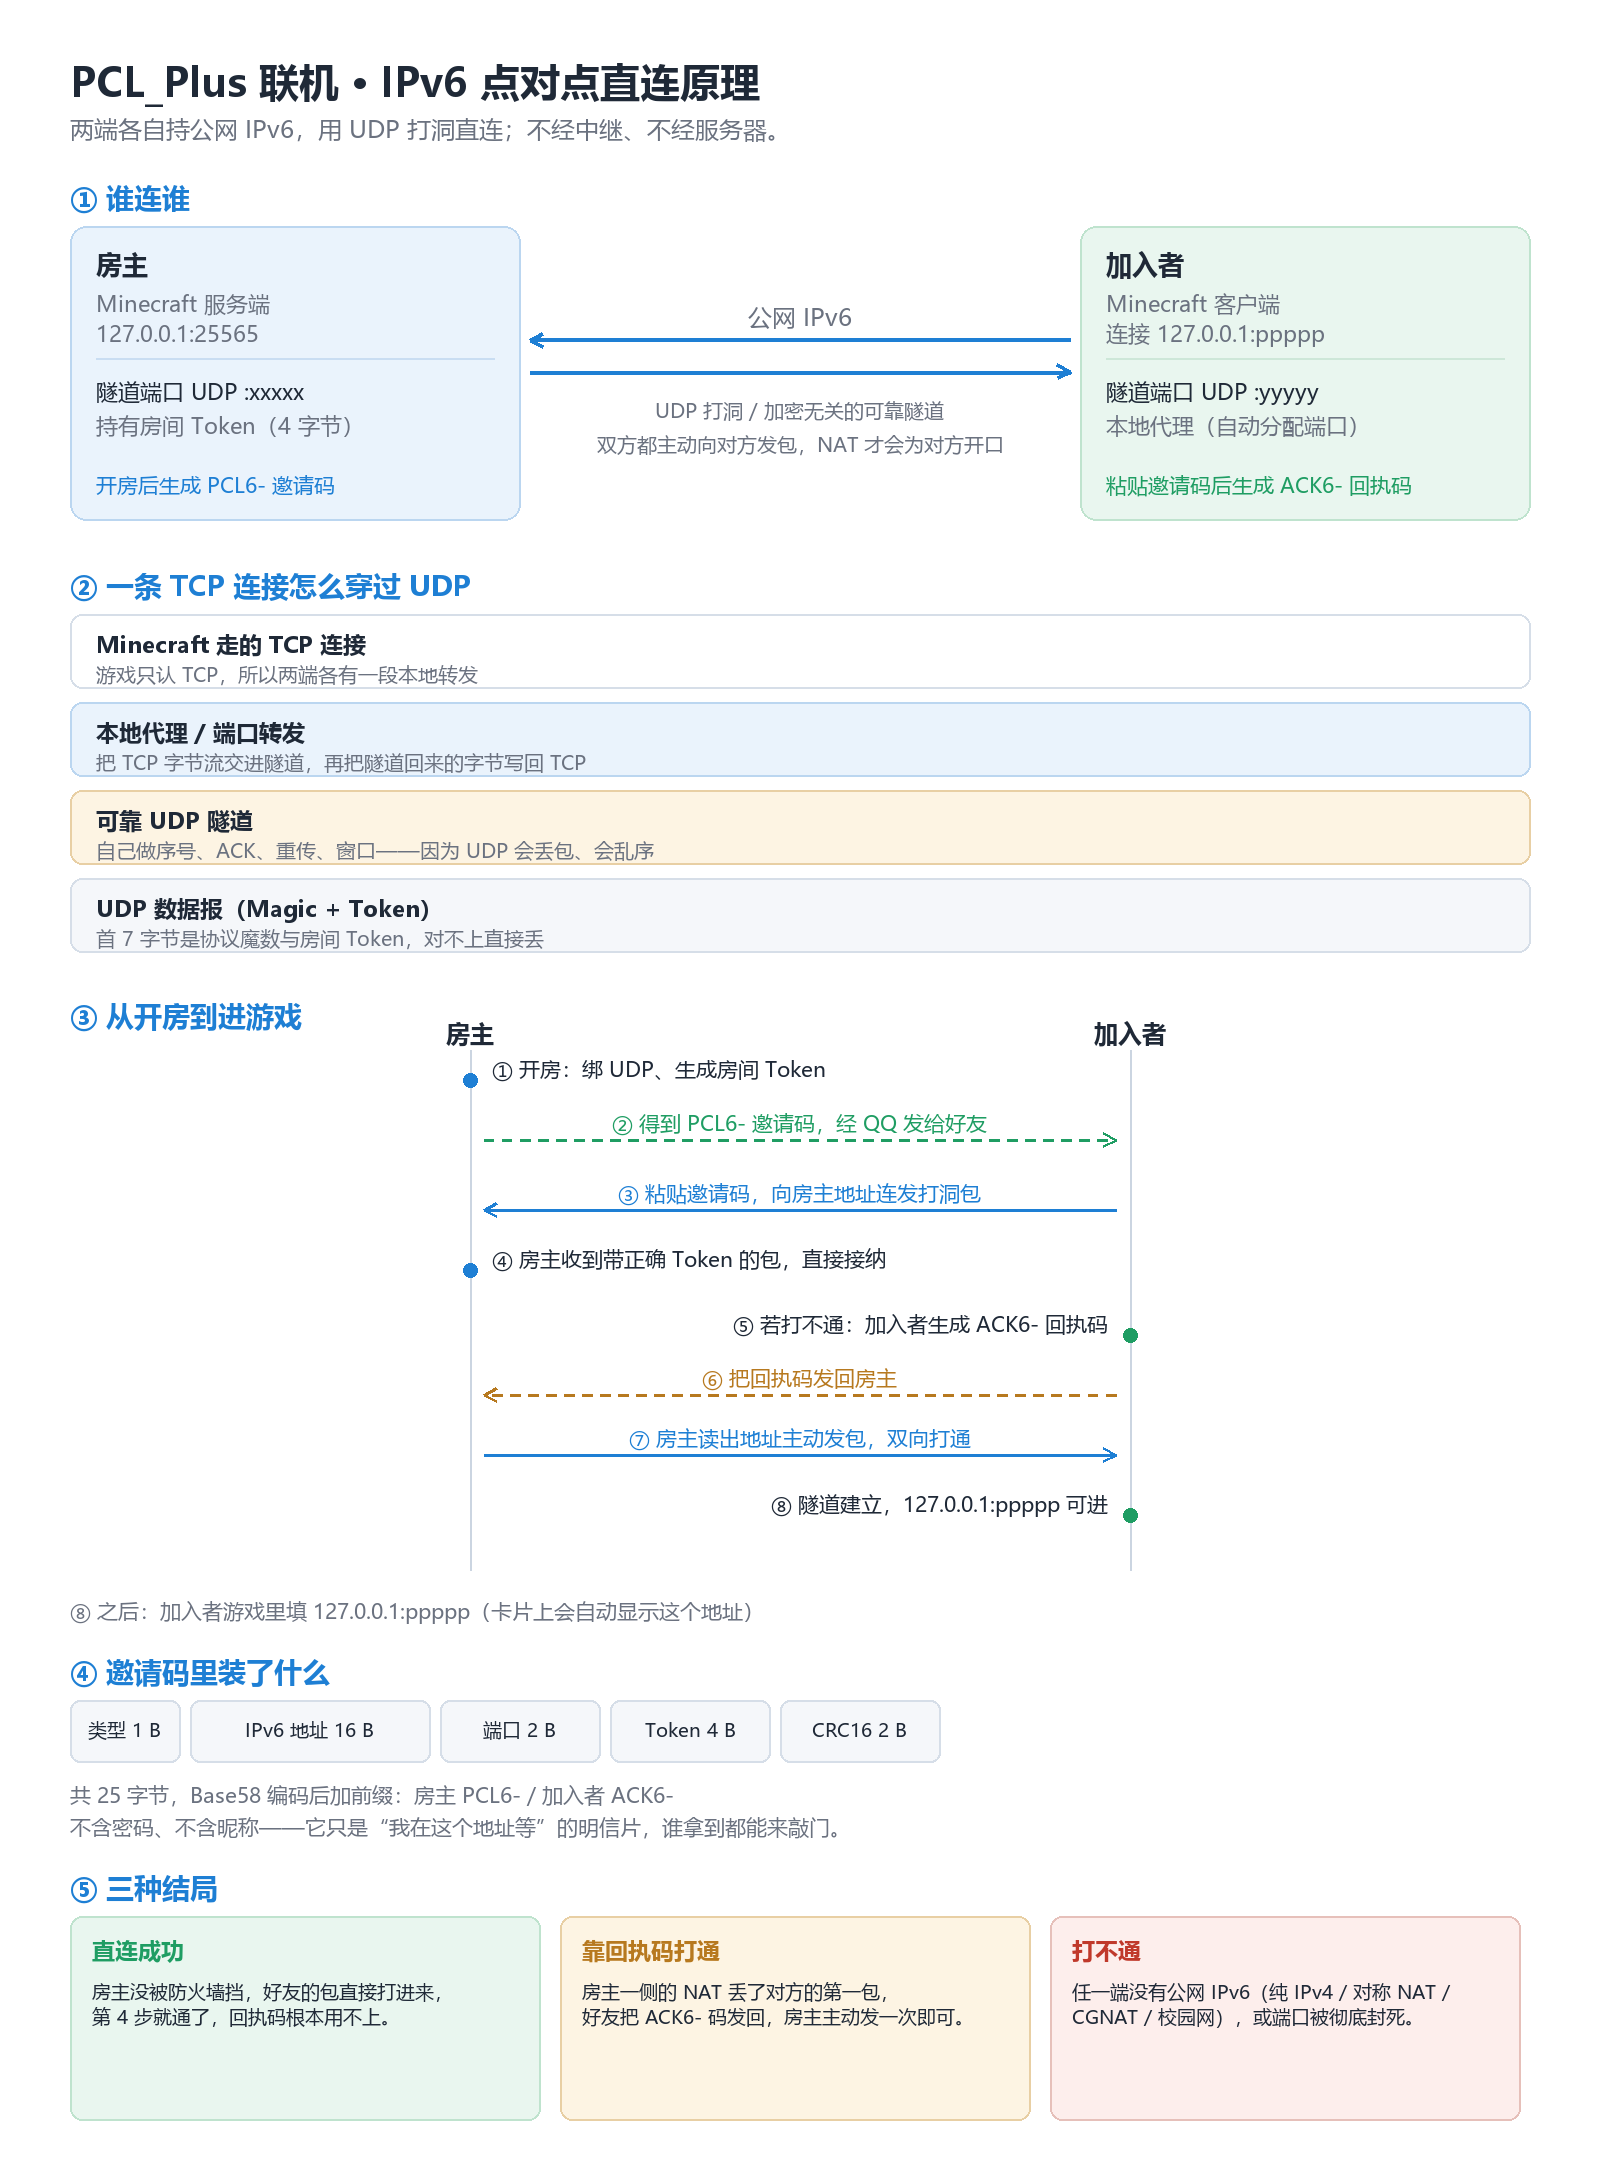 PCL_Plus 联机 • IPv6 点对点直连原理
两端各自持公网 IPv6，用 UDP 打洞直连；不经中继、不经服务器。
① 谁连谁
房主
Minecraft 服务端
127.0.0.1:25565
隧道端口 UDP :xxxxx
持有房间 Token（4 字节）
开房后生成 PCL6- 邀请码
公网 IPv6
UDP 打洞 / 加密无关的可靠隧道
双方都主动向对方发包，NAT 才会为对方开口
加入者
Minecraft 客户端
连接 127.0.0.1:ppppp
隧道端口 UDP :yyyyy
本地代理（自动分配端口）
粘贴邀请码后生成 ACK6- 回执码
② 一条 TCP 连接怎么穿过 UDP
Minecraft 走的 TCP 连接
游戏只认 TCP，所以两端各有一段本地转发
本地代理 / 端口转发
把 TCP 字节流交进隧道，再把隧道回来的字节写回 TCP
可靠 UDP 隧道
自己做序号、ACK、重传、窗口——因为 UDP 会丢包、会乱序
UDP 数据报（Magic + Token）
首 7 字节是协议魔数与房间 Token，对不上直接丢
③ 从开房到进游戏
房主
加入者
① 开房：绑 UDP、生成房间 Token
② 得到 PCL6- 邀请码，经 QQ 发给好友
③ 粘贴邀请码，向房主地址连发打洞包
④ 房主收到带正确 Token 的包，直接接纳
⑤ 若打不通：加入者生成 ACK6- 回执码
⑥ 把回执码发回房主
⑦ 房主读出地址主动发包，双向打通
⑧ 隧道建立，127.0.0.1:ppppp 可进
⑧ 之后：加入者游戏里填 127.0.0.1:ppppp（卡片上会自动显示这个地址）
④ 邀请码里装了什么
类型 1 B
IPv6 地址 16 B
端口 2 B
Token 4 B
CRC16 2 B
共 25 字节，Base58 编码后加前缀：房主 PCL6- / 加入者 ACK6-
不含密码、不含昵称——它只是“我在这个地址等”的明信片，谁拿到都能来敲门。
⑤ 三种结局
直连成功
房主没被防火墙挡，好友的包直接打进来，
第 4 步就通了，回执码根本用不上。
靠回执码打通
房主一侧的 NAT 丢了对方的第一包，
好友把 ACK6- 码发回，房主主动发一次即可。
打不通
任一端没有公网 IPv6（纯 IPv4 / 对称 NAT /
CGNAT / 校园网），或端口被彻底封死。